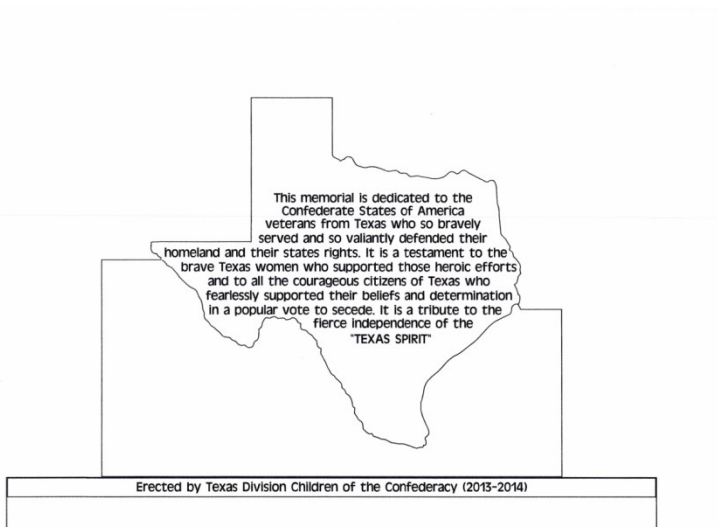 This memorial is dedicated to the
Confederate States of America
veterans from Texas who so bravely
served and so valiantly defended their
homeland and their states rights. It is a testament to the
brave Texas women who supported those heroic efforts
and to all the courageous citizens of Texas who
fearlessly supported their beliefs and determination
in a popular vote to secede. It is a tribute to the
fierce independence of the
"TEXAS SPIRIT"
Erected by Texas Division Children of the Confederacy (2013-2014)